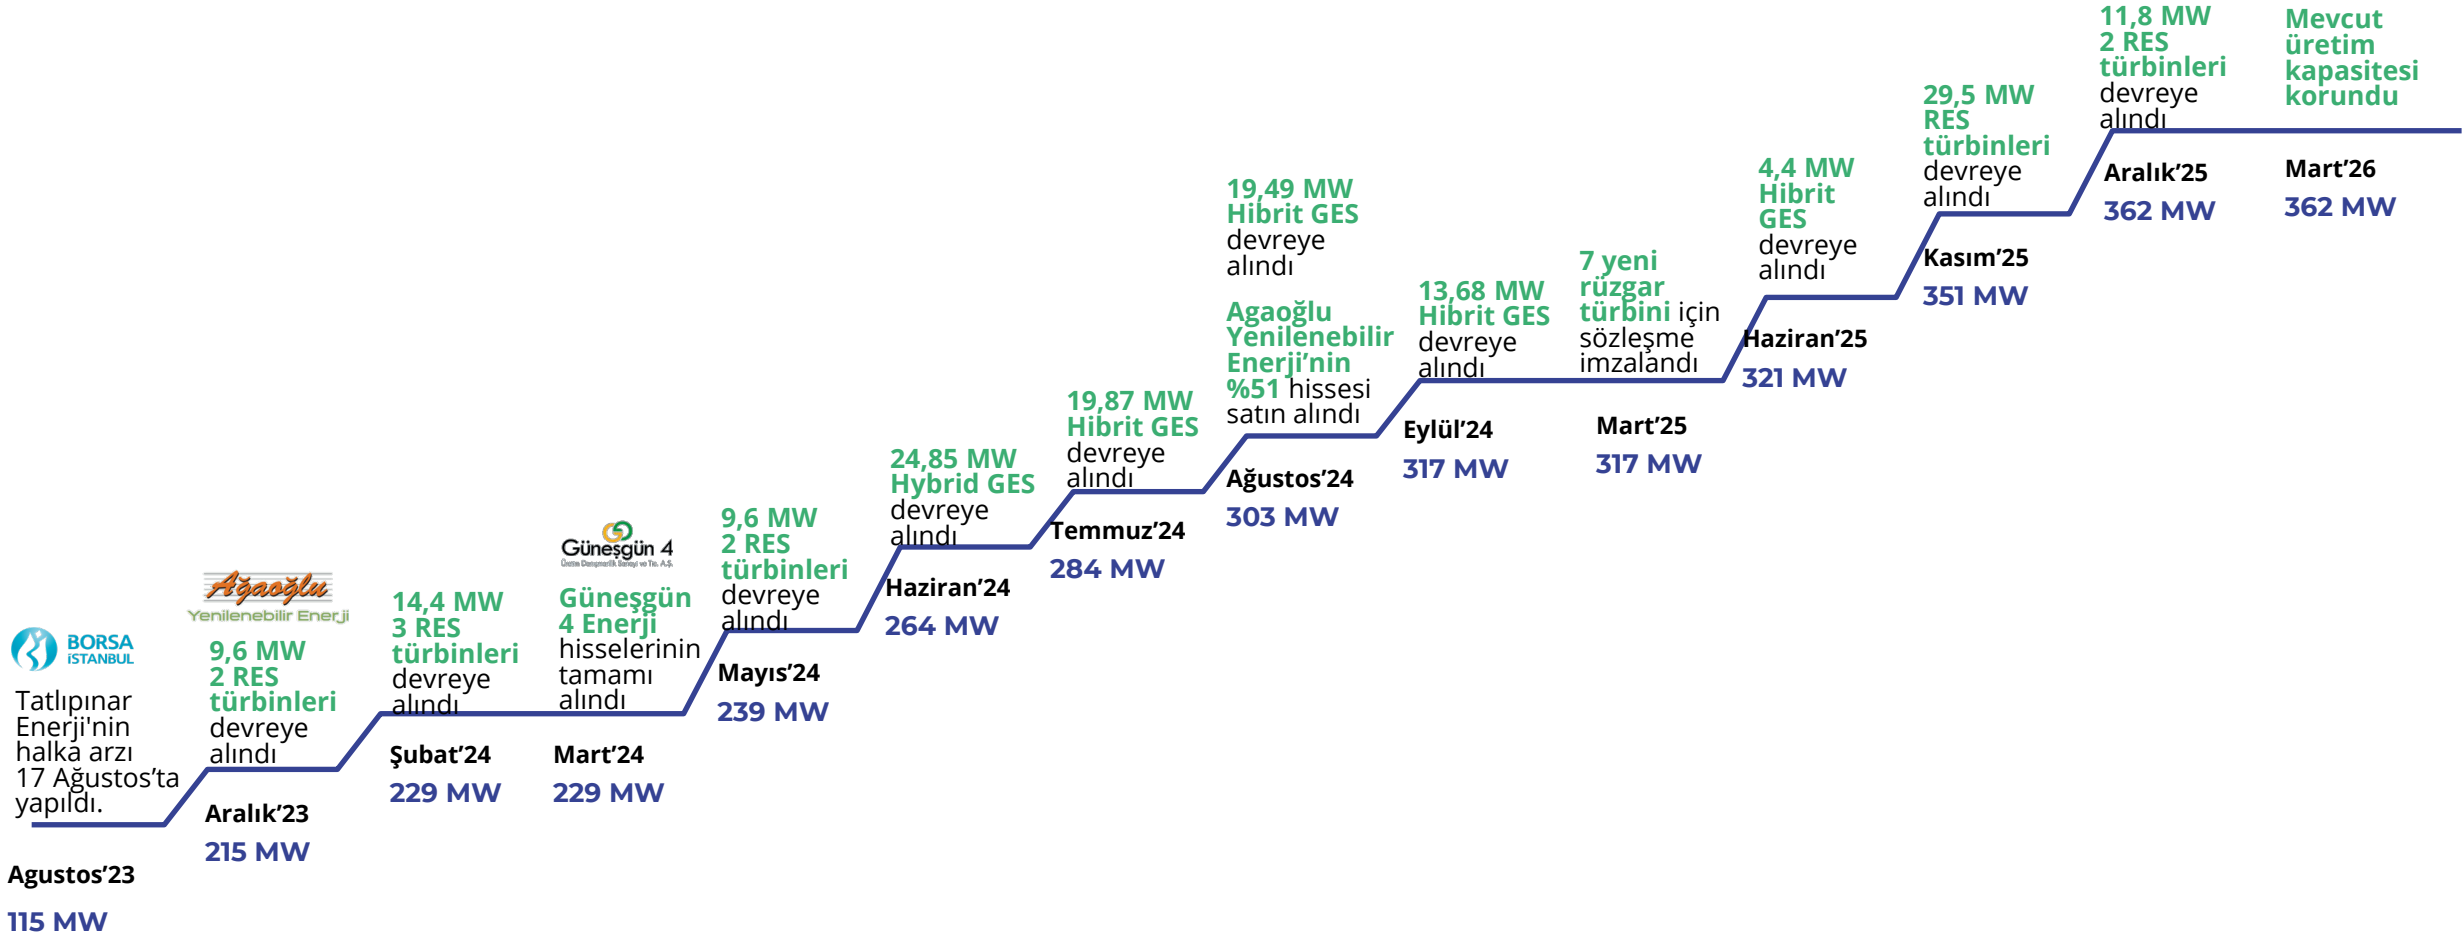 BORSA
İSTANBUL
Tatlıpınar
Enerji'nin
halka arzı
17 Ağustos’ta
yapıldı.
Agustos’23
115 MW
Ağaoğlu
Yenilenebilir Enerji
9,6 MW
2 RES
türbinleri
devreye
alındı
Aralık’23
215 MW
14,4 MW
3 RES
türbinleri
devreye
alındı
Şubat’24
229 MW
Güneşgün 4
Üretim Danışmanlık Sanayi ve Tic. A.Ş.
Güneşgün
4 Enerji
hisselerinin
tamamı
alındı
Mart’24
229 MW
9,6 MW
2 RES
türbinleri
devreye
alındı
Mayıs’24
239 MW
24,85 MW
Hybrid GES
devreye
alındı
Haziran’24
264 MW
19,87 MW
Hibrit GES
devreye
alındı
Temmuz’24
284 MW
19,49 MW
Hibrit GES
devreye
alındı
Agaoğlu
Yenilenebilir
Enerji’nin
%51 hissesi
satın alındı
Ağustos’24
303 MW
13,68 MW
Hibrit GES
devreye
alındı
Eylül’24
317 MW
7 yeni
rüzgar
türbini için
sözleşme
imzalandı
Mart’25
317 MW
4,4 MW
Hibrit
GES
devreye
alındı
Haziran’25
321 MW
29,5 MW
RES
türbinleri
devreye
alındı
Kasım’25
351 MW
11,8 MW
2 RES
türbinleri
devreye
alındı
Aralık’25
362 MW
Mevcut
üretim
kapasitesi
korundu
Mart’26
362 MW